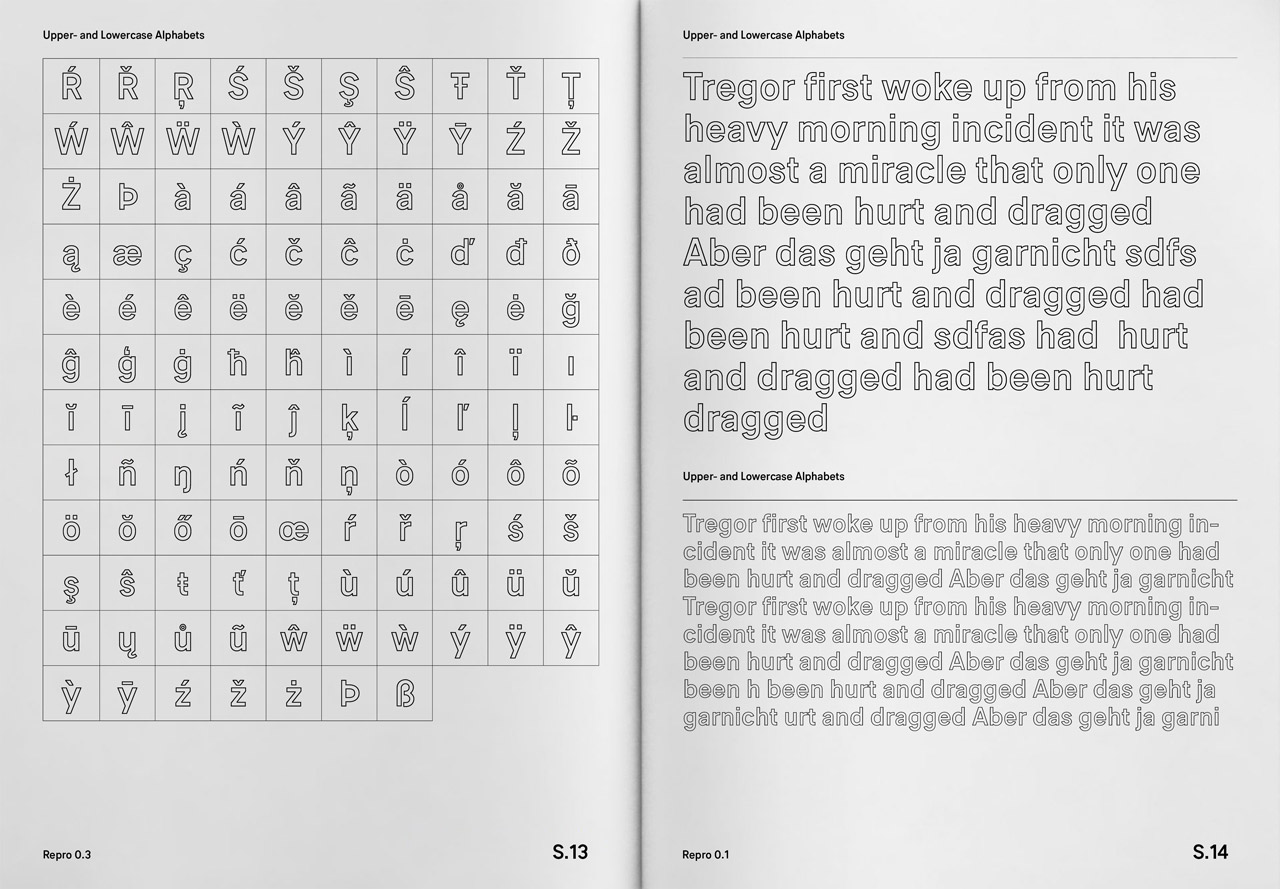 Upper- and Lowercase Alphabets
Ŕ Ř Ŗ Ś Š Ş Ŝ Ŧ Ť Ț
Ẃ Ŵ Ẅ Ẁ Ý Ŷ Ÿ Ȳ Ź Ž
Ż Þ à á â ã ä å ă ā
ą æ ç ć č ĉ ċ ď đ ð
è é ê ë ĕ ě ē ę ė ğ
ĝ ģ ġ ħ ĥ ì í î ï ı
ĭ ī į ĩ ĵ ķ ĺ ľ ļ ŀ
ł ñ ŋ ń ň ņ ò ó ô õ
ö ŏ ő ō œ ŕ ř ŗ ś š
ş ŝ ŧ ť ț ù ú û ü ŭ
ū ų ů ũ ŵ ẅ ẁ ý ÿ ŷ
ỳ ȳ ź ž ż Þ ß
Repro 0.3
S.13
Upper- and Lowercase Alphabets
Tregor first woke up from his
heavy morning incident it was
almost a miracle that only one
had been hurt and dragged
Aber das geht ja garnicht sdfs
ad been hurt and dragged had
been hurt and sdfas had  hurt
and dragged had been hurt
dragged
Upper- and Lowercase Alphabets
Tregor first woke up from his heavy morning in-
cident it was almost a miracle that only one had
been hurt and dragged Aber das geht ja garnicht
Tregor first woke up from his heavy morning in-
cident it was almost a miracle that only one had
been hurt and dragged Aber das geht ja garnicht
been h been hurt and dragged Aber das geht ja
garnicht urt and dragged Aber das geht ja garni
Repro 0.1
S.14